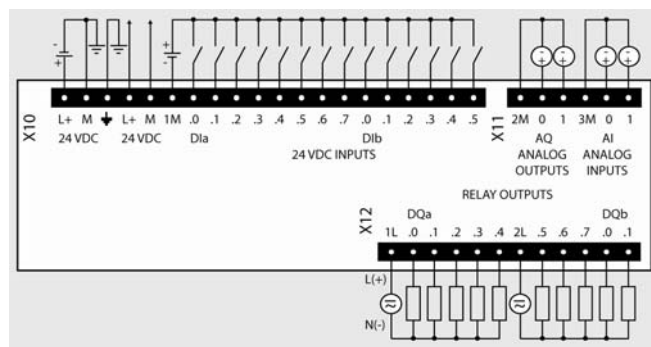 L+ M ⏚ L+ M 1M .0 .1 .2 .3 .4 .5 .6 .7 .0 .1 .2 .3 .4 .5 2M 0 1 3M 0 1
X10
24 VDC 24 VDC DIa DIb
24 VDC INPUTS
X11
AQ AI
ANALOG ANALOG
OUTPUTS INPUTS
RELAY OUTPUTS
X12
DQa DQb
1L .0 .1 .2 .3 .4 2L .5 .6 .7 .0 .1
L(+)
N(-)